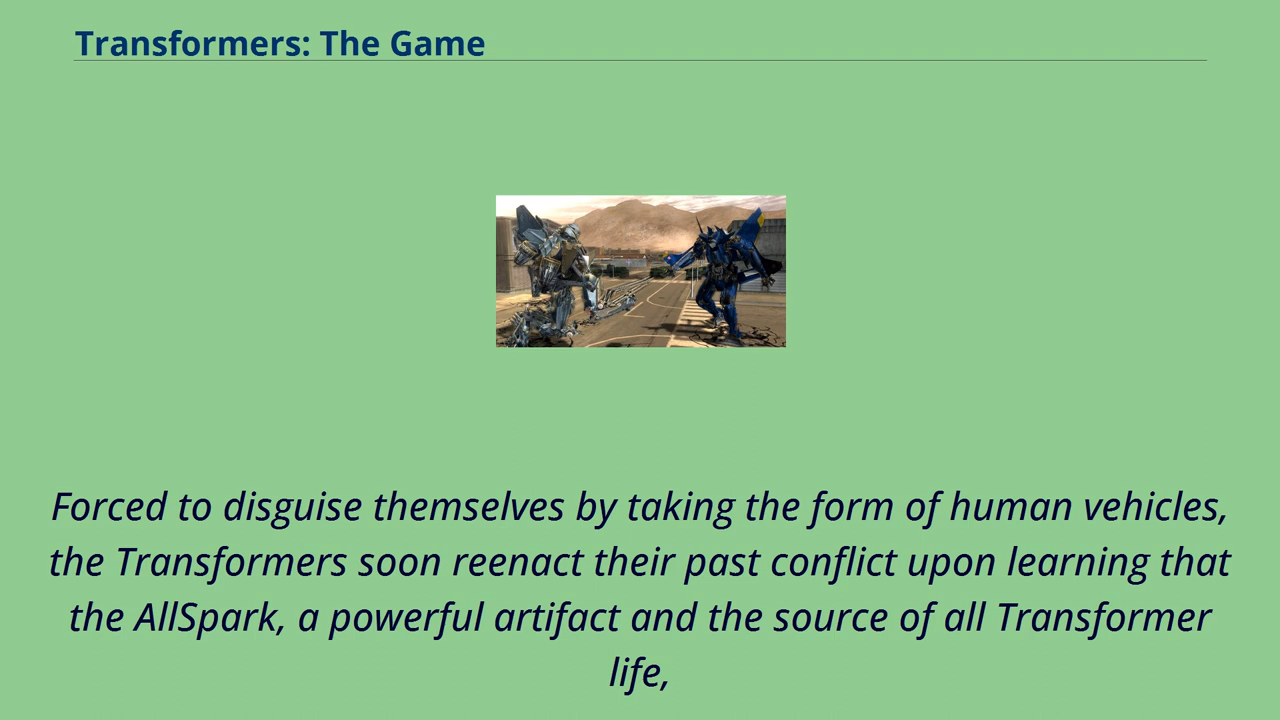 Transformers: The Game
Forced to disguise themselves by taking the form of human vehicles,
the Transformers soon reenact their past conflict upon learning that
the AllSpark, a powerful artifact and the source of all Transformer
life,